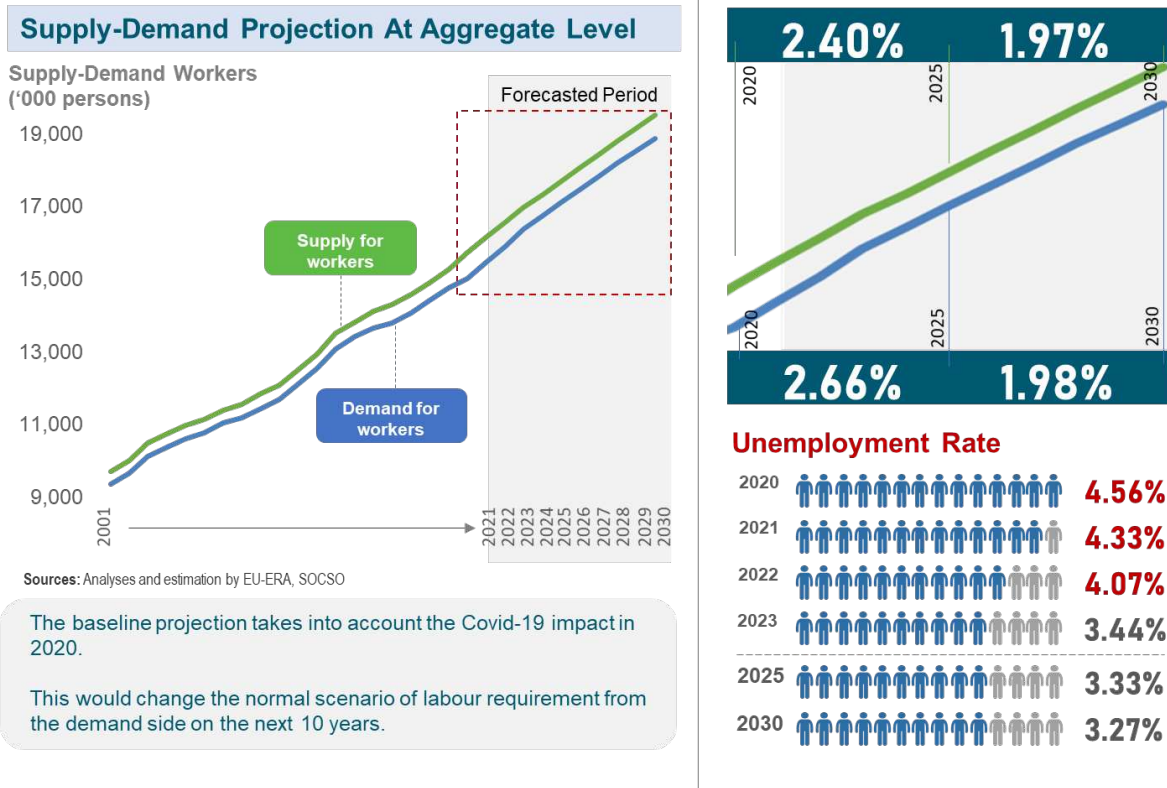 Supply-Demand Projection At Aggregate Level
Supply-Demand Workers
(‘000 persons)
Forecasted Period
19,000
17,000
15,000
13,000
11,000
9,000
Supply for
workers
Demand for
workers
2001
2021
2022
2023
2024
2025
2026
2027
2028
2029
2030
Sources: Analyses and estimation by EU-ERA, SOCSO
The baseline projection takes into account the Covid-19 impact in
2020.
This would change the normal scenario of labour requirement from
the demand side on the next 10 years.
2.40% 1.97%
2020
2025
2030
2020
2025
2030
2.66% 1.98%
Unemployment Rate
2020 4.56%
2021 4.33%
2022 4.07%
2023 3.44%
2025 3.33%
2030 3.27%